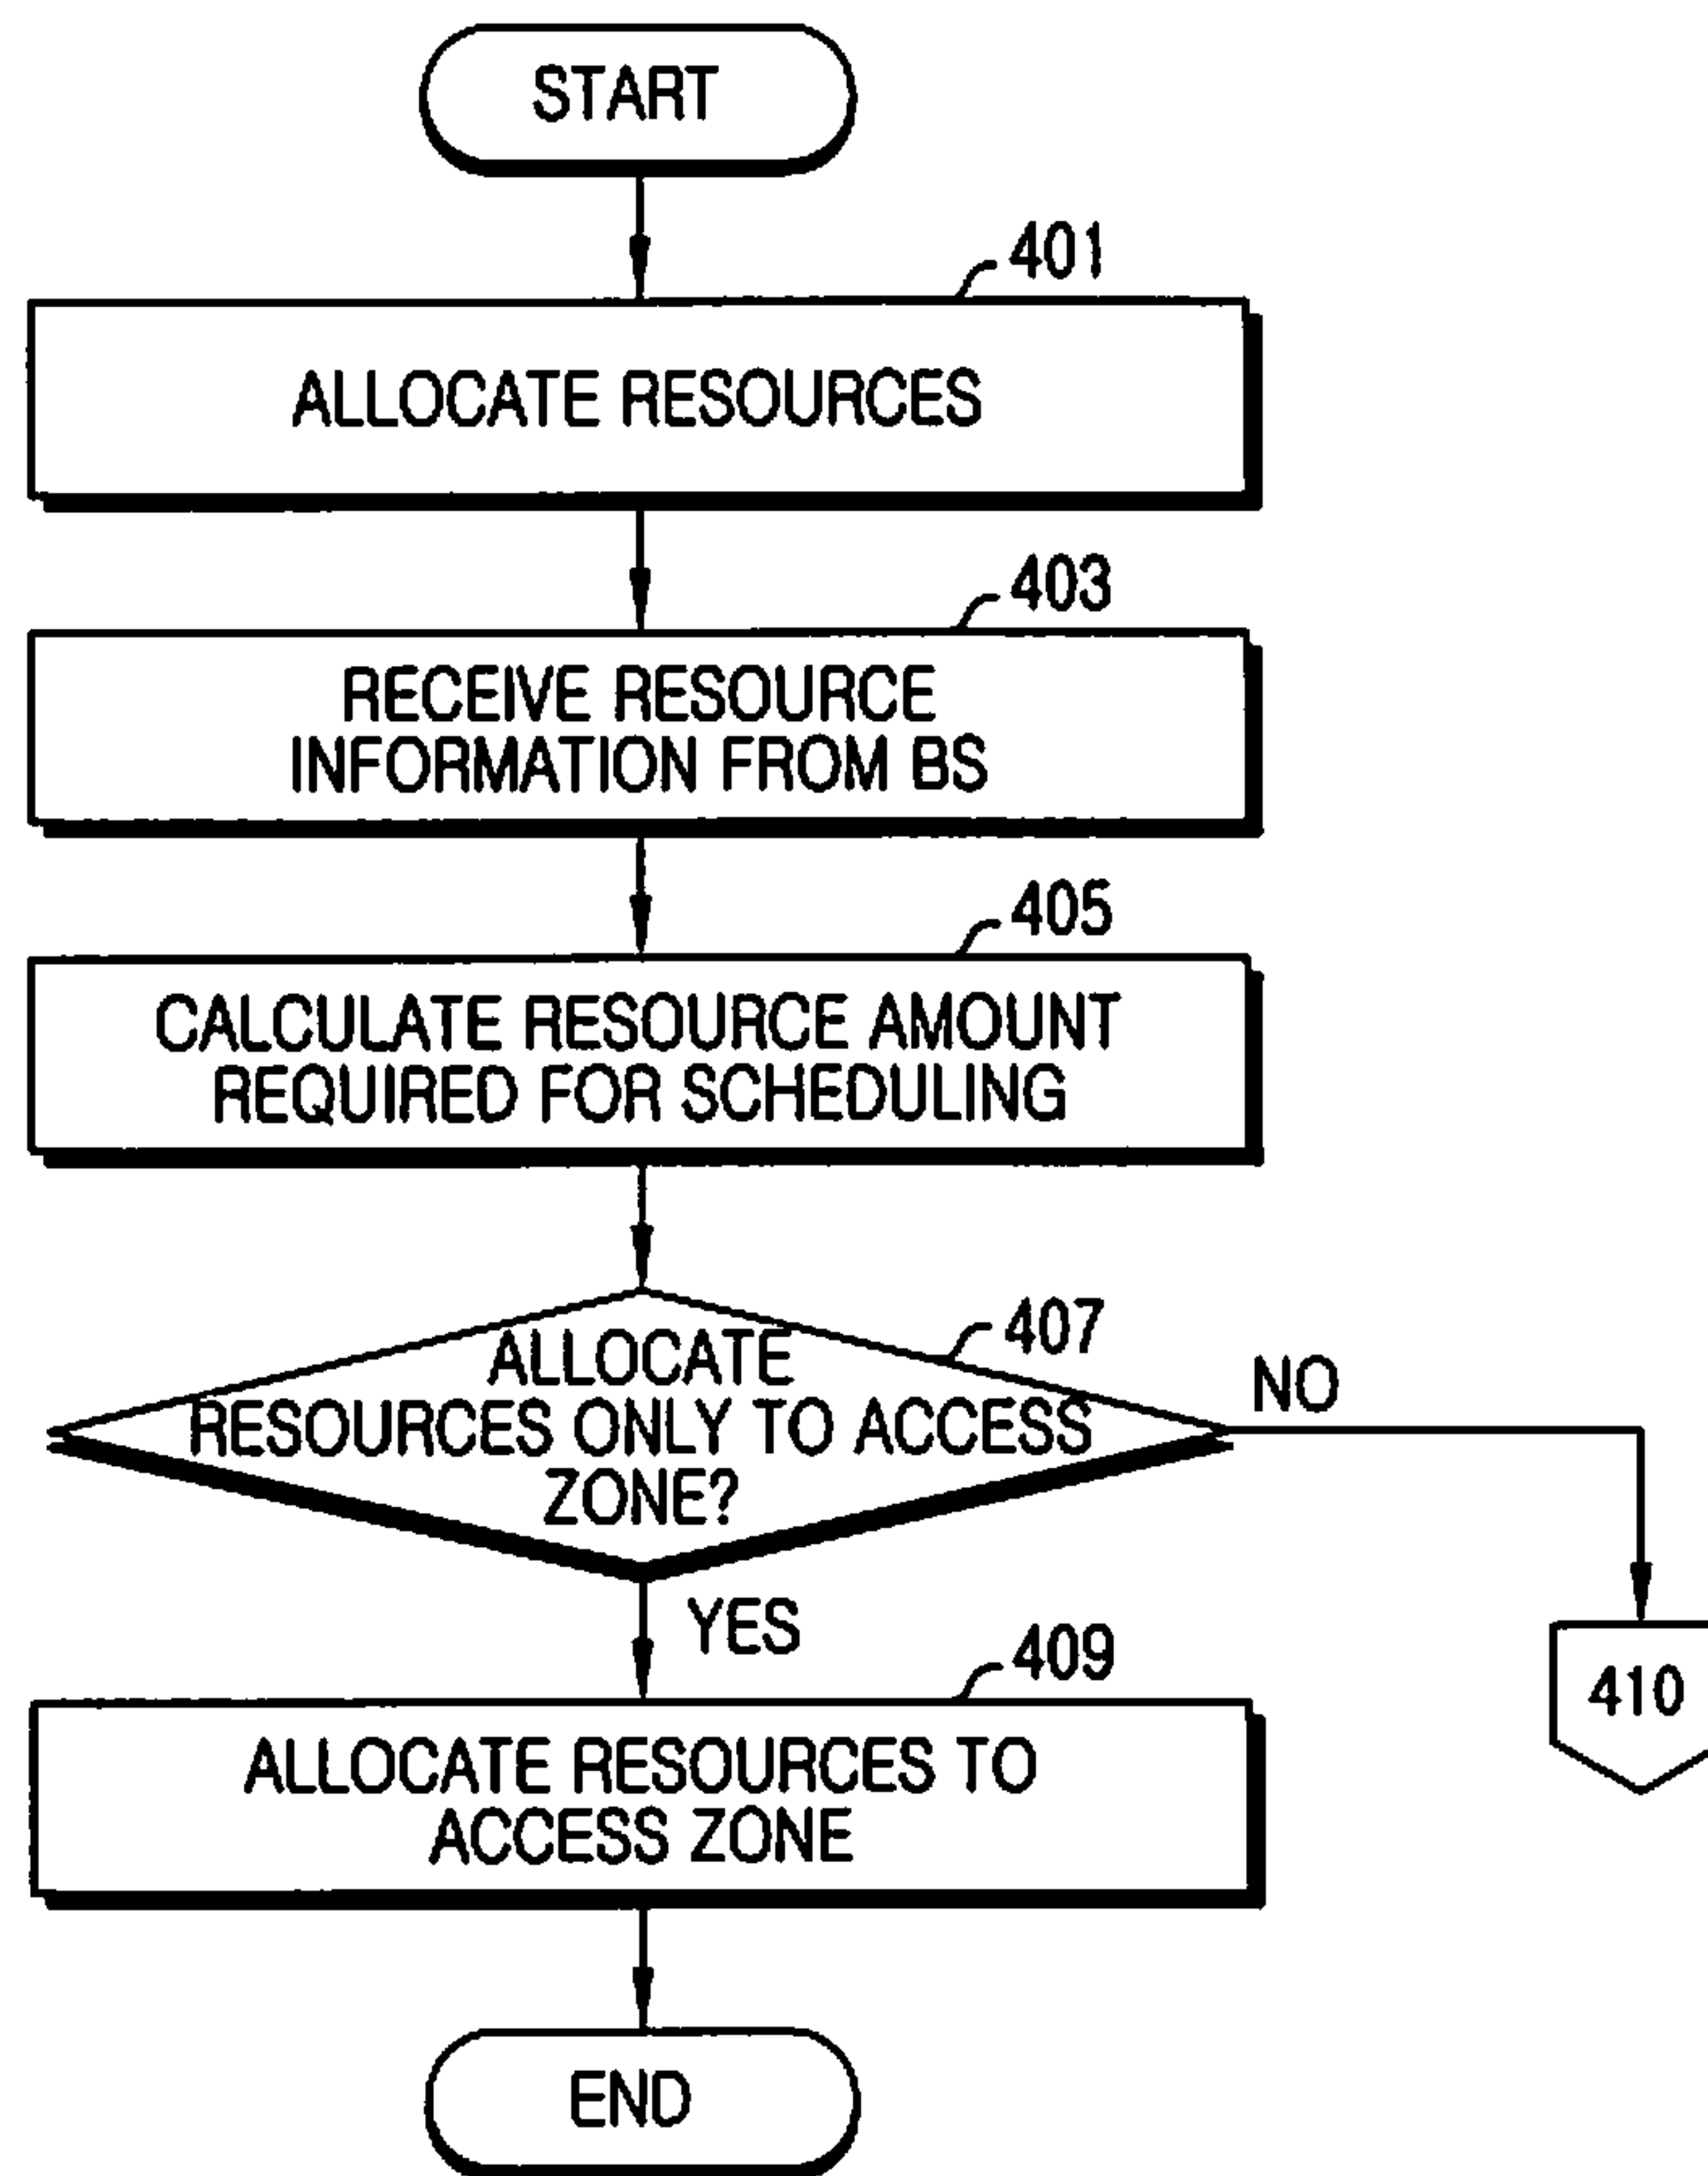 START
401
ALLOCATE RESOURCES
403
RECEIVE RESOURCE
INFORMATION FROM BS
405
CALCULATE RESOURCE AMOUNT
REQUIRED FOR SCHEDULING
407
ALLOCATE
RESOURCES ONLY TO ACCESS
ZONE?
NO
YES
409
410
ALLOCATE RESOURCES TO
ACCESS ZONE
END